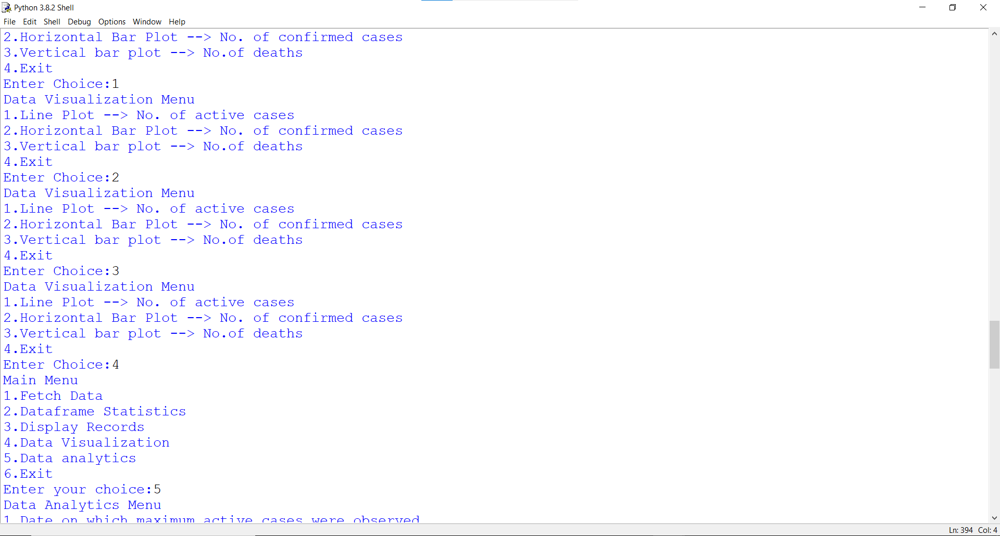 Python 3.8.2 Shell
File Edit Shell Debug Options Window Help
2.Horizontal Bar Plot --> No. of confirmed cases
3.Vertical bar plot --> No.of deaths
4.Exit
Enter Choice:1
Data Visualization Menu
1.Line Plot --> No. of active cases
2.Horizontal Bar Plot --> No. of confirmed cases
3.Vertical bar plot --> No.of deaths
4.Exit
Enter Choice:2
Data Visualization Menu
1.Line Plot --> No. of active cases
2.Horizontal Bar Plot --> No. of confirmed cases
3.Vertical bar plot --> No.of deaths
4.Exit
Enter Choice:3
Data Visualization Menu
1.Line Plot --> No. of active cases
2.Horizontal Bar Plot --> No. of confirmed cases
3.Vertical bar plot --> No.of deaths
4.Exit
Enter Choice:4
Main Menu
1.Fetch Data
2.Dataframe Statistics
3.Display Records
4.Data Visualization
5.Data analytics
6.Exit
Enter your choice:5
Data Analytics Menu
1.Date on which maximum active cases were observed
Ln: 394 Col: 4